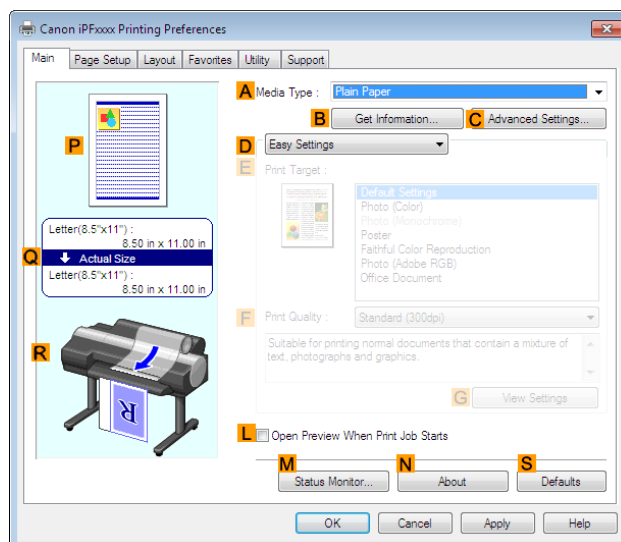 Canon iPFxxxx Printing Preferences
Main Page Setup Layout Favorites Utility Support
A Media Type : Plain Paper
B Get Information... C Advanced Settings...
P
D Easy Settings
E Print Target :
Default Settings
Photo (Color)
Photo (Monochrome)
Poster
Faithful Color Reproduction
Photo (Adobe RGB)
Office Document
Letter(8.5"x11") :
8.50 in x 11.00 in
Q Actual Size
Letter(8.5"x11") :
8.50 in x 11.00 in
F Print Quality : Standard (300dpi)
Suitable for printing normal documents that contain a mixture of
text, photographs and graphics.
R
G View Settings
R
L Open Preview When Print Job Starts
M N S
Status Monitor... About Defaults
OK Cancel Apply Help